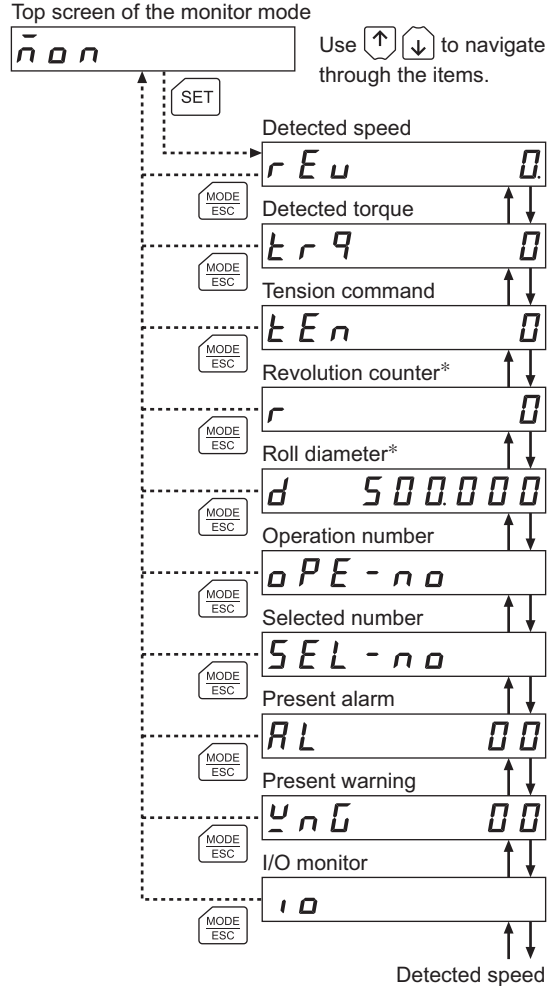 Top screen of the monitor mode
mon
Use ↑ ↓ to navigate
through the items.
SET
Detected speed
rEv 0.
MODE
ESC
Detected torque
trq 0
MODE
ESC
Tension command
tEn 0
MODE
ESC
Revolution counter*
r 0
MODE
ESC
Roll diameter*
d 500.000
MODE
ESC
Operation number
oPE-no
MODE
ESC
Selected number
SEL-no
MODE
ESC
Present alarm
AL 00
MODE
ESC
Present warning
WnG 00
MODE
ESC
I/O monitor
io
MODE
ESC
Detected speed